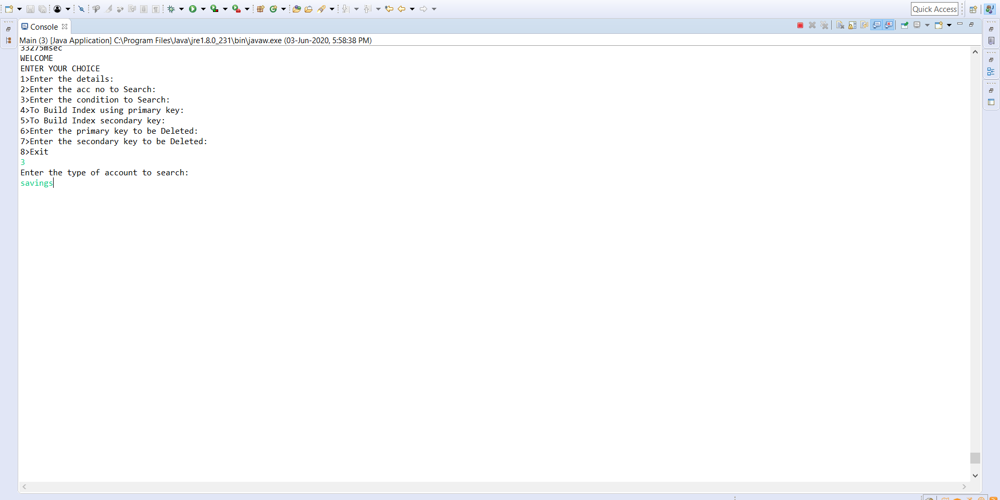 Quick Access
Console
Main (3) [Java Application] C:\Program Files\Java\jre1.8.0_231\bin\javaw.exe (03-Jun-2020, 5:58:38 PM)
33275msec
WELCOME
ENTER YOUR CHOICE
1>Enter the details:
2>Enter the acc no to Search:
3>Enter the condition to Search:
4>To Build Index using primary key:
5>To Build Index secondary key:
6>Enter the primary key to be Deleted:
7>Enter the secondary key to be Deleted:
8>Exit
3
Enter the type of account to search:
savings